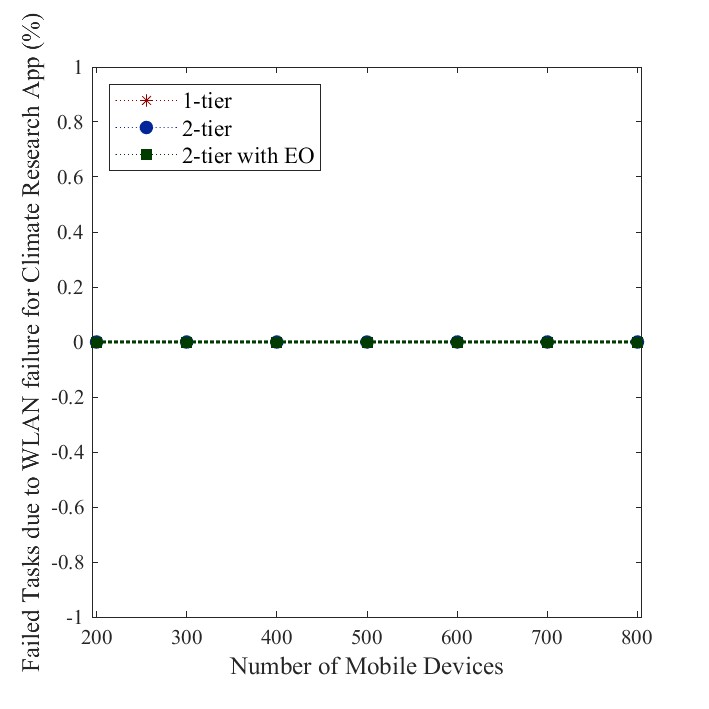 Failed Tasks due to WLAN failure for Climate Research App (%)
1
0.8
0.6
0.4
0.2
0
-0.2
-0.4
-0.6
-0.8
-1
1-tier
2-tier
2-tier with EO
200 300 400 500 600 700 800
Number of Mobile Devices